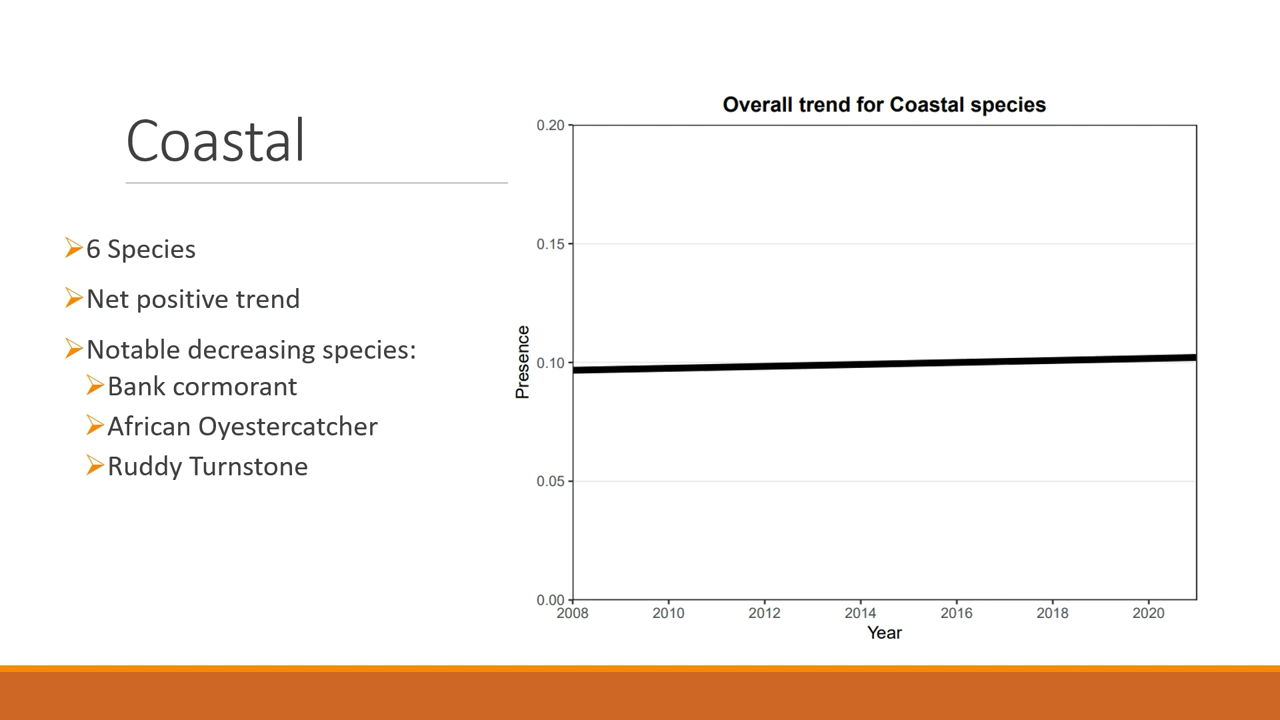 Coastal
6 Species
Net positive trend
Notable decreasing species:
Bank cormorant
African Oyestercatcher
Ruddy Turnstone
Overall trend for Coastal species
0.20
0.15
0.10
0.05
0.00
Presence
2008 2010 2012 2014 2016 2018 2020
Year